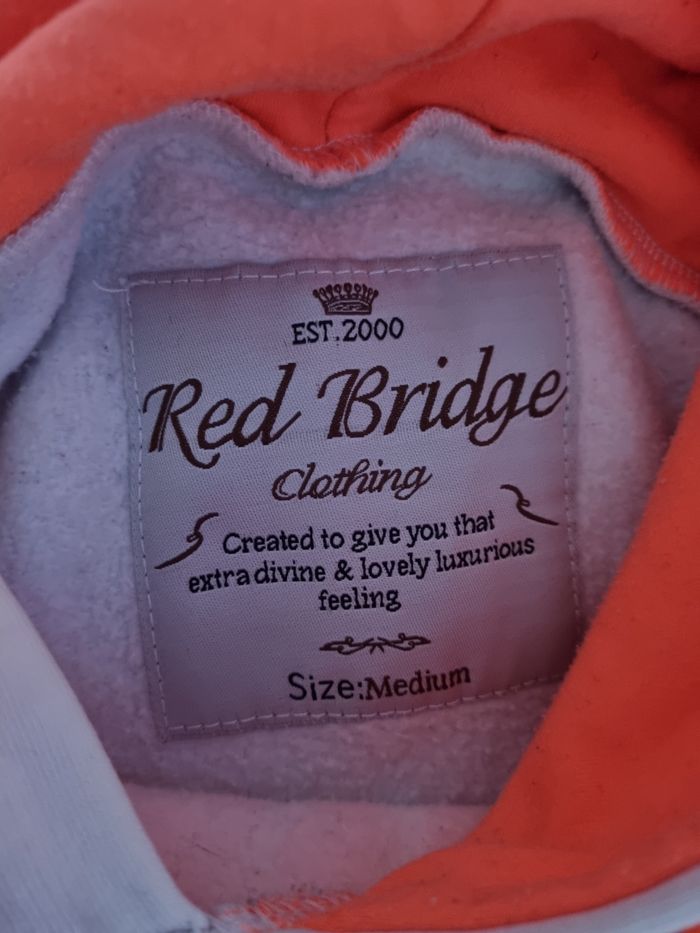 EST.2000
Red Bridge
Clothing
Created to give you that
extra divine & lovely luxurious
feeling
Size:Medium